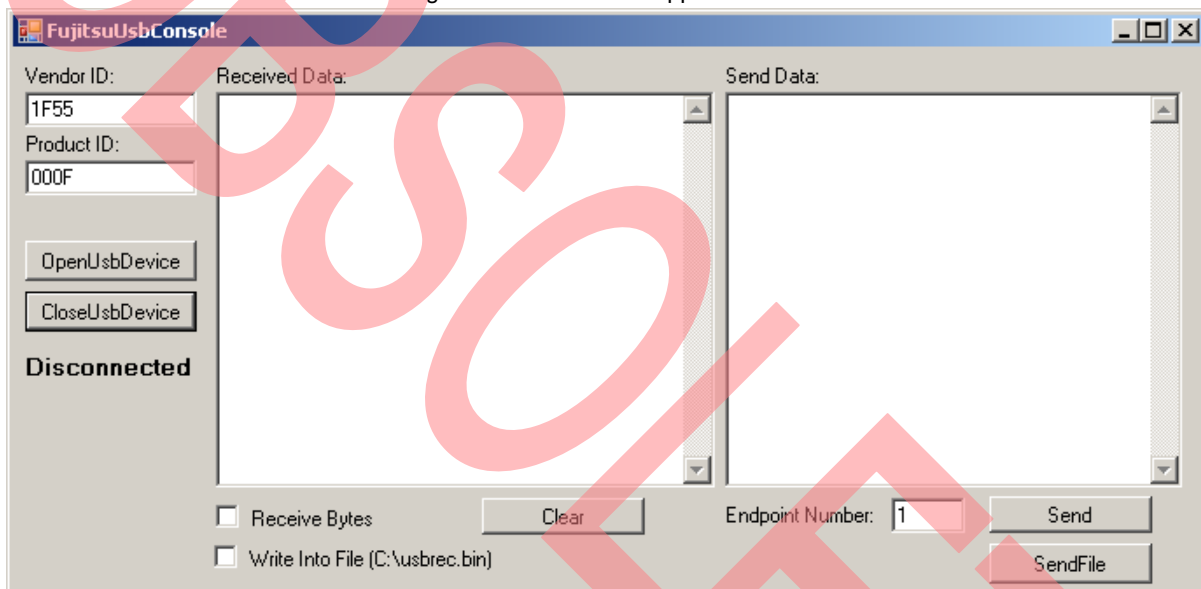 FujitsuUsbConsole
Vendor ID:
1F55
Product ID:
000F
OpenUsbDevice
CloseUsbDevice
Disconnected
Received Data:
Receive Bytes
Clear
Write Into File (C:\usbrec.bin)
Send Data:
Endpoint Number: 1
Send
SendFile